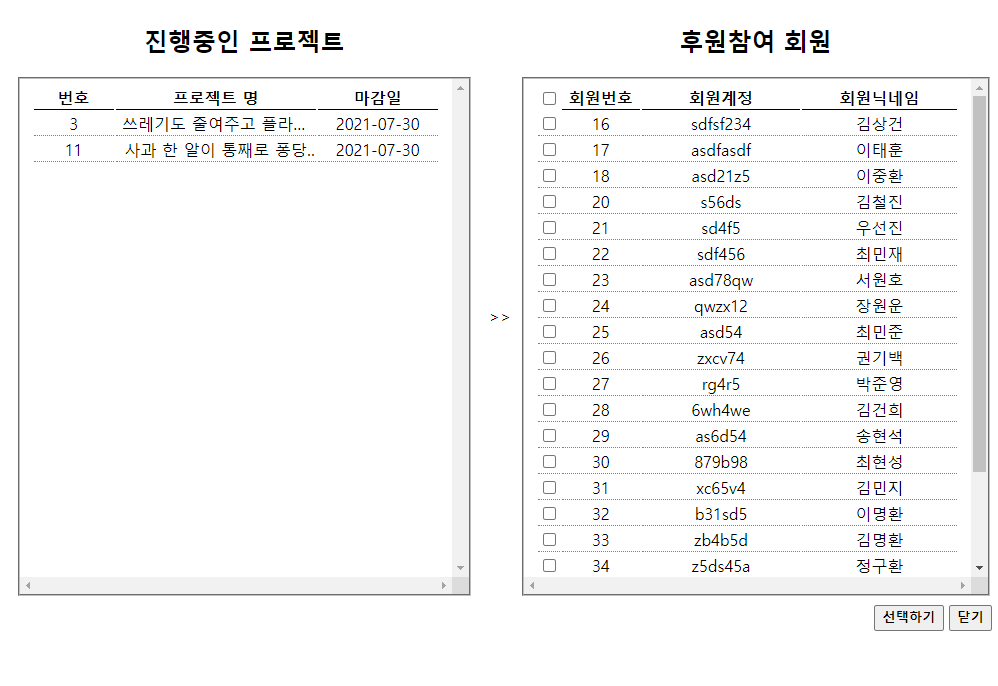 진행중인 프로젝트
번호 프로젝트 명 마감일
3 쓰레기도 줄여주고 플라... 2021-07-30
11 사과 한 알이 통째로 퐁당.. 2021-07-30
>>
후원참여 회원
회원번호 회원계정 회원닉네임
16 sdfsf234 김상건
17 asdfasdf 이태훈
18 asd21z5 이중환
20 s56ds 김철진
21 sd4f5 우선진
22 sdf456 최민재
23 asd78qw 서원호
24 qwzx12 장원운
25 asd54 최민준
26 zxcv74 권기백
27 rg4r5 박준영
28 6wh4we 김건희
29 as6d54 송현석
30 879b98 최현성
31 xc65v4 김민지
32 b31sd5 이명환
33 zb4b5d 김명환
34 z5ds45a 정구환
선택하기 닫기